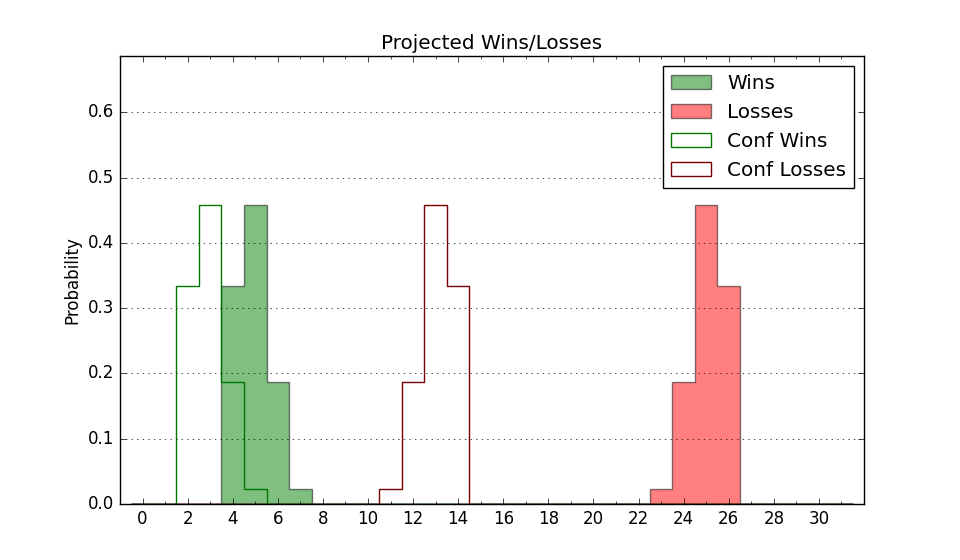 Projected Wins/Losses
Wins
Losses
Conf Wins
Conf Losses
Probability
0.6
0.5
0.4
0.3
0.2
0.1
0.0
0 2 4 6 8 10 12 14 16 18 20 22 24 26 28 30